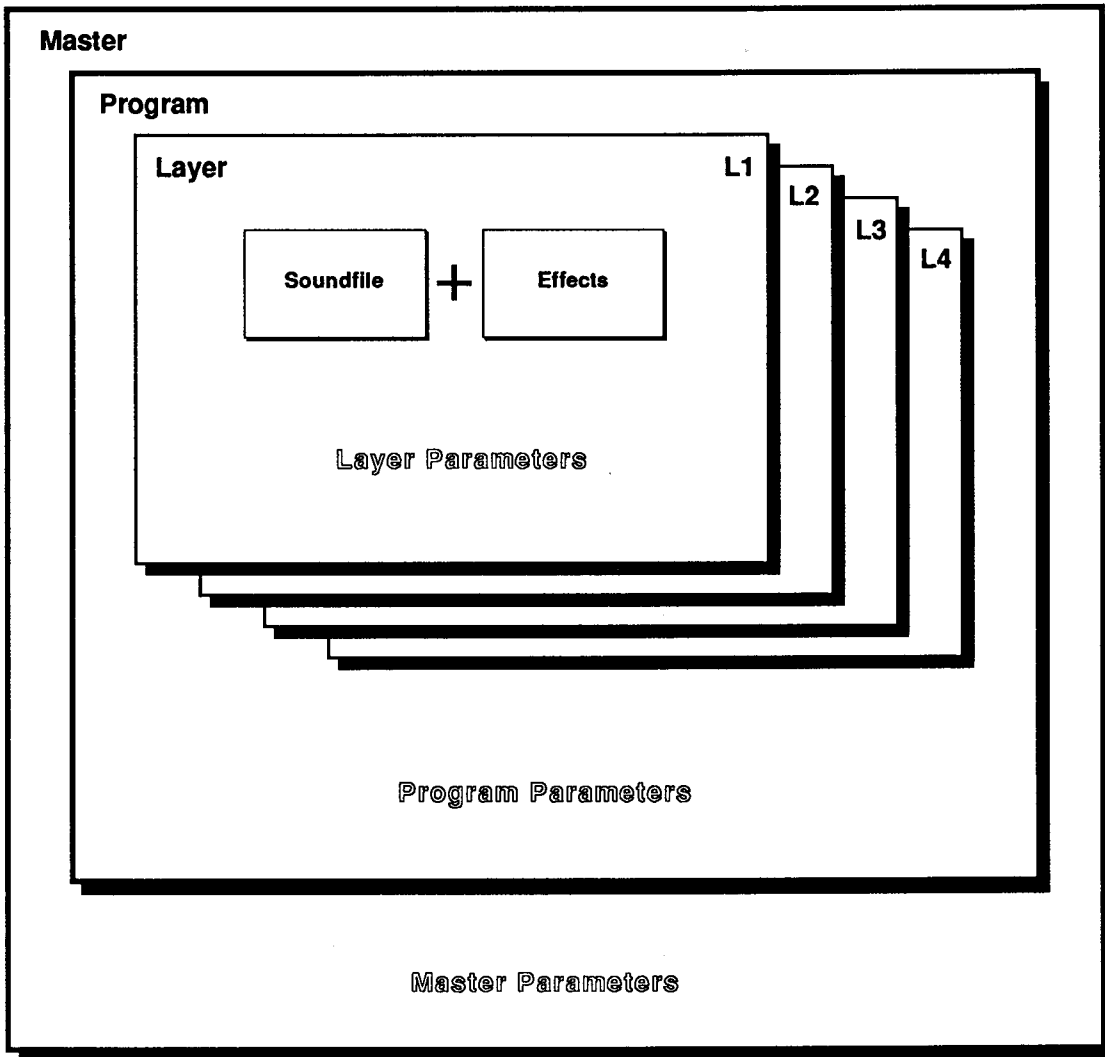 Master
Program
Layer L1
L2
L3
L4
Soundfile + Effects
Layer Parameters
Program Parameters
Master Parameters